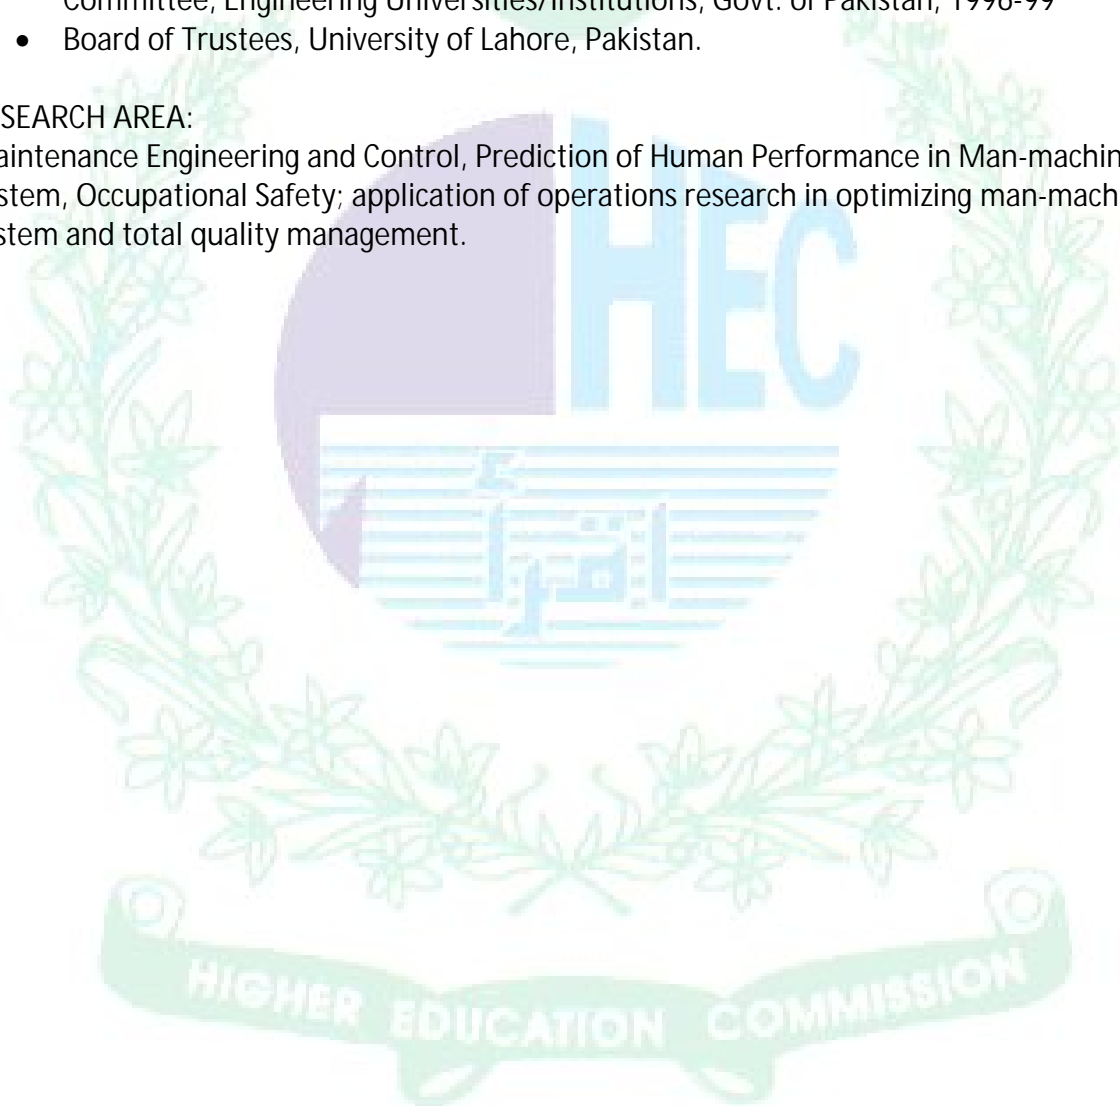 Committee, Engineering Universities/Institutions, Govt. of Pakistan, 1996-99
• Board of Trustees, University of Lahore, Pakistan.
SEARCH AREA:
aintenance Engineering and Control, Prediction of Human Performance in Man-machin
stem, Occupational Safety; application of operations research in optimizing man-mach
stem and total quality management.
HEC
اقرأ
HIGHER EDUCATION COMMISSION